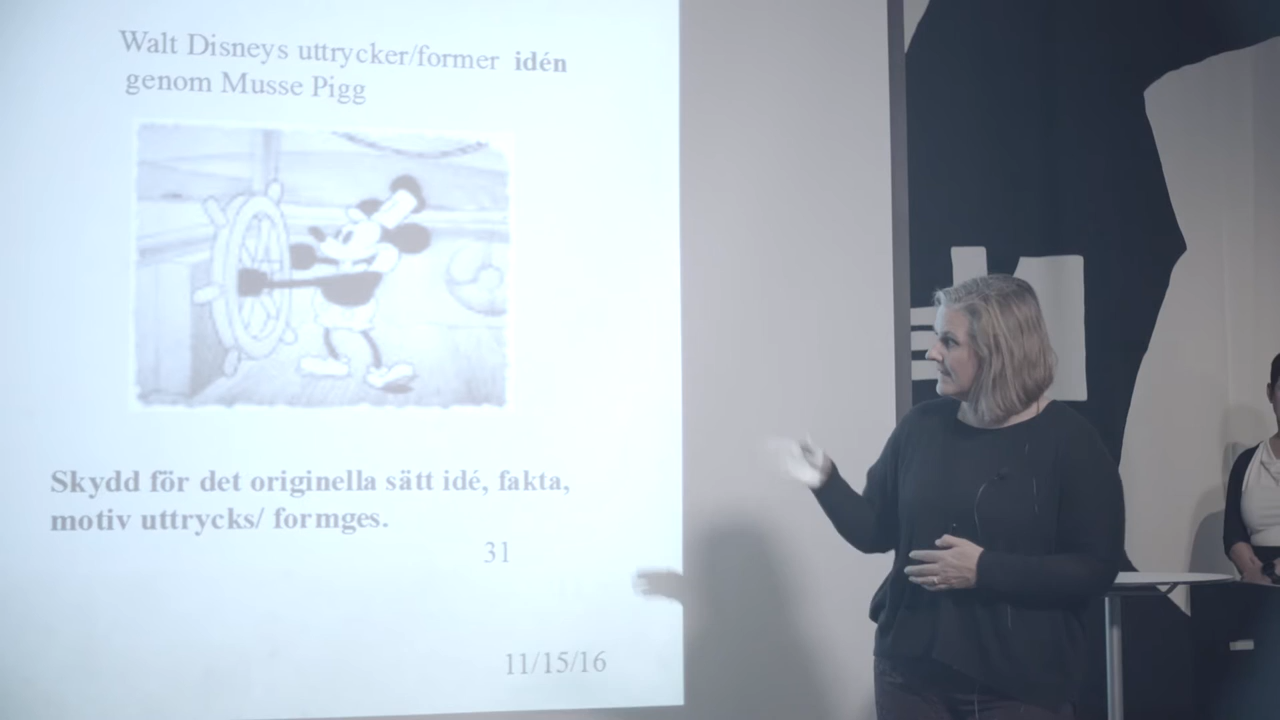 Walt Disneys uttrycker/former idén
genom Musse Pigg
Skydd för det originella sätt idé, fakta,
motiv uttrycks/ formges.
31
11/15/16